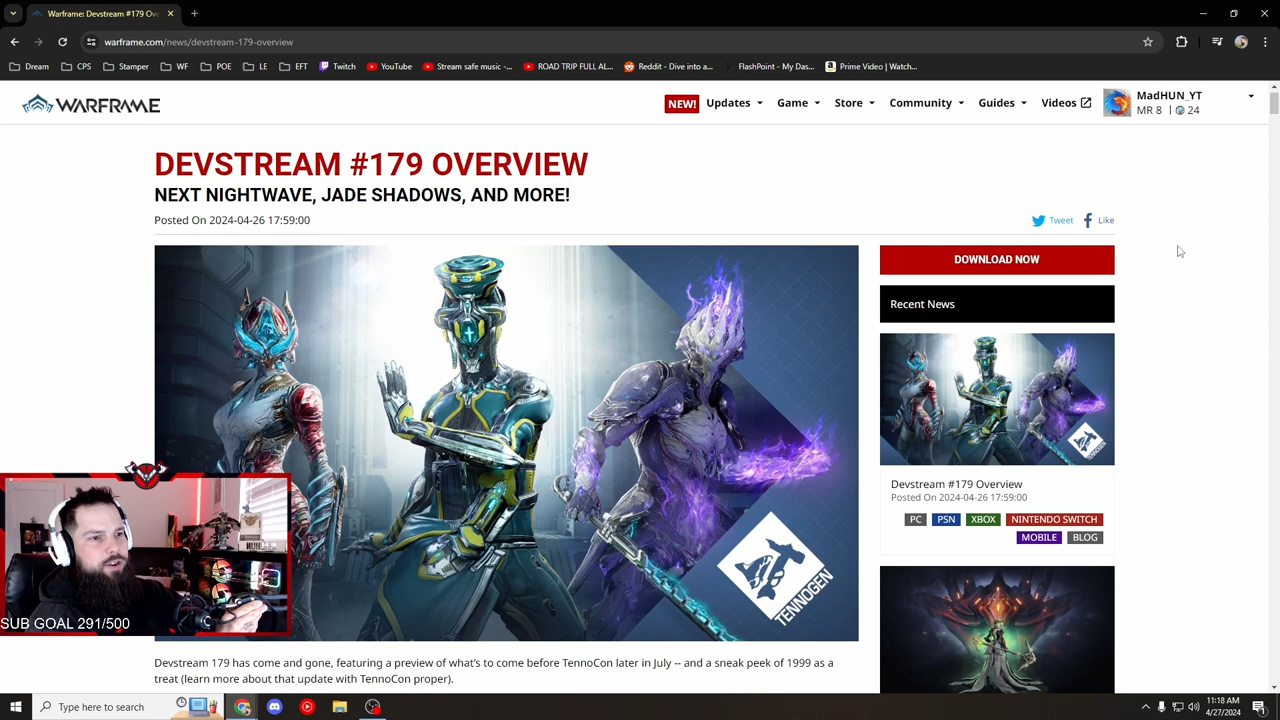 Warframe: Devstream #179 Ov
warframe.com/news/devstream-179-overview
Dream CPS Stamper WF POE LE EFT Twitch YouTube Stream safe music -... ROAD TRIP FULL AL... Reddit - Dive into a... FlashPoint - My Das... Prime Video | Watch...
WARFRAME
NEW! Updates Game Store Community Guides Videos
MadHUN_YT
MR 8 | 24
DEVSTREAM #179 OVERVIEW
NEXT NIGHTWAVE, JADE SHADOWS, AND MORE!
Posted On 2024-04-26 17:59:00
Tweet Like
DOWNLOAD NOW
Recent News
TENNOGEN
Devstream #179 Overview
Posted On 2024-04-26 17:59:00
PC PSN XBOX NINTENDO SWITCH
MOBILE BLOG
SUB GOAL 291/500
Devstream 179 has come and gone, featuring a preview of what's to come before TennoCon later in July -- and a sneak peek of 1999 as a
treat (learn more about that update with TennoCon proper).
Type here to search
11:18 AM
4/27/2024